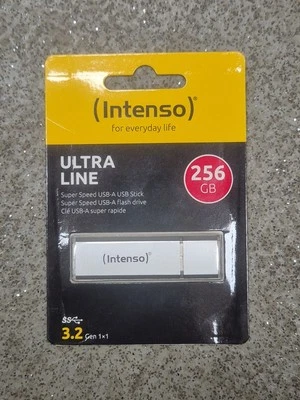 (Intenso)®
for everyday life
ULTRA
LINE
256
GB
Super Speed USB-A USB Stick
Super Speed USB-A flash drive
Clé USB-A super rapide
(Intenso)®
SS
3.2 Gen 1x1